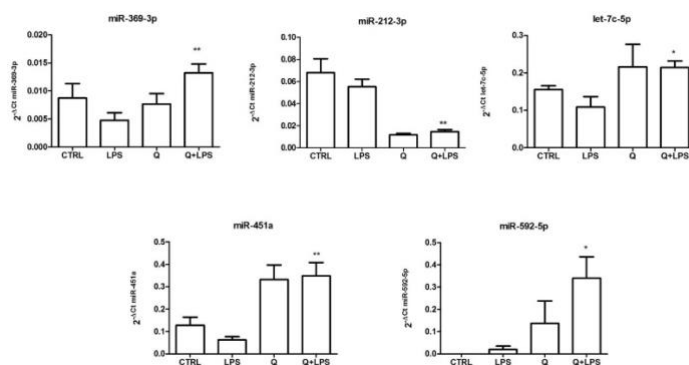 miR-369-3p
2^-ΔCt miR-369-3p
0.020
0.015
0.010
0.005
0.000
**
CTRL LPS Q Q+LPS
miR-212-3p
2^-ΔCt miR-212-3p
0.10
0.08
0.06
0.04
0.02
0.00
**
CTRL LPS Q Q+LPS
let-7c-5p
2^-ΔCt let-7c-5p
0.3
0.2
0.1
0.0
*
CTRL LPS Q Q+LPS
miR-451a
2^-ΔCt miR-451a
0.5
0.4
0.3
0.2
0.1
0.0
**
CTRL LPS Q Q+LPS
miR-592-5p
2^-ΔCt miR-592-5p
0.5
0.4
0.3
0.2
0.1
0.0
*
CTRL LPS Q Q+LPS